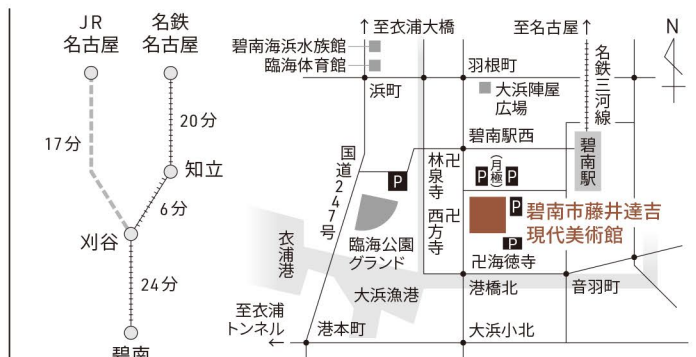 JR
名古屋
名鉄
名古屋
17分
20分
知立
6分
刈谷
24分
碧南
至衣浦大橋
至名古屋
N
碧南海浜水族館
臨海体育館
浜町
羽根町
大浜陣屋
広場
名鉄三河線
碧南駅西
碧南駅
国道247号
P
林泉寺
卍
(月極)
P
P
西方寺
卍
P
碧南市藤井達吉
現代美術館
P
臨海公園
グランド
衣浦港
卍海徳寺
大浜漁港
港橋北
音羽町
至衣浦
トンネル
港本町
大浜小北